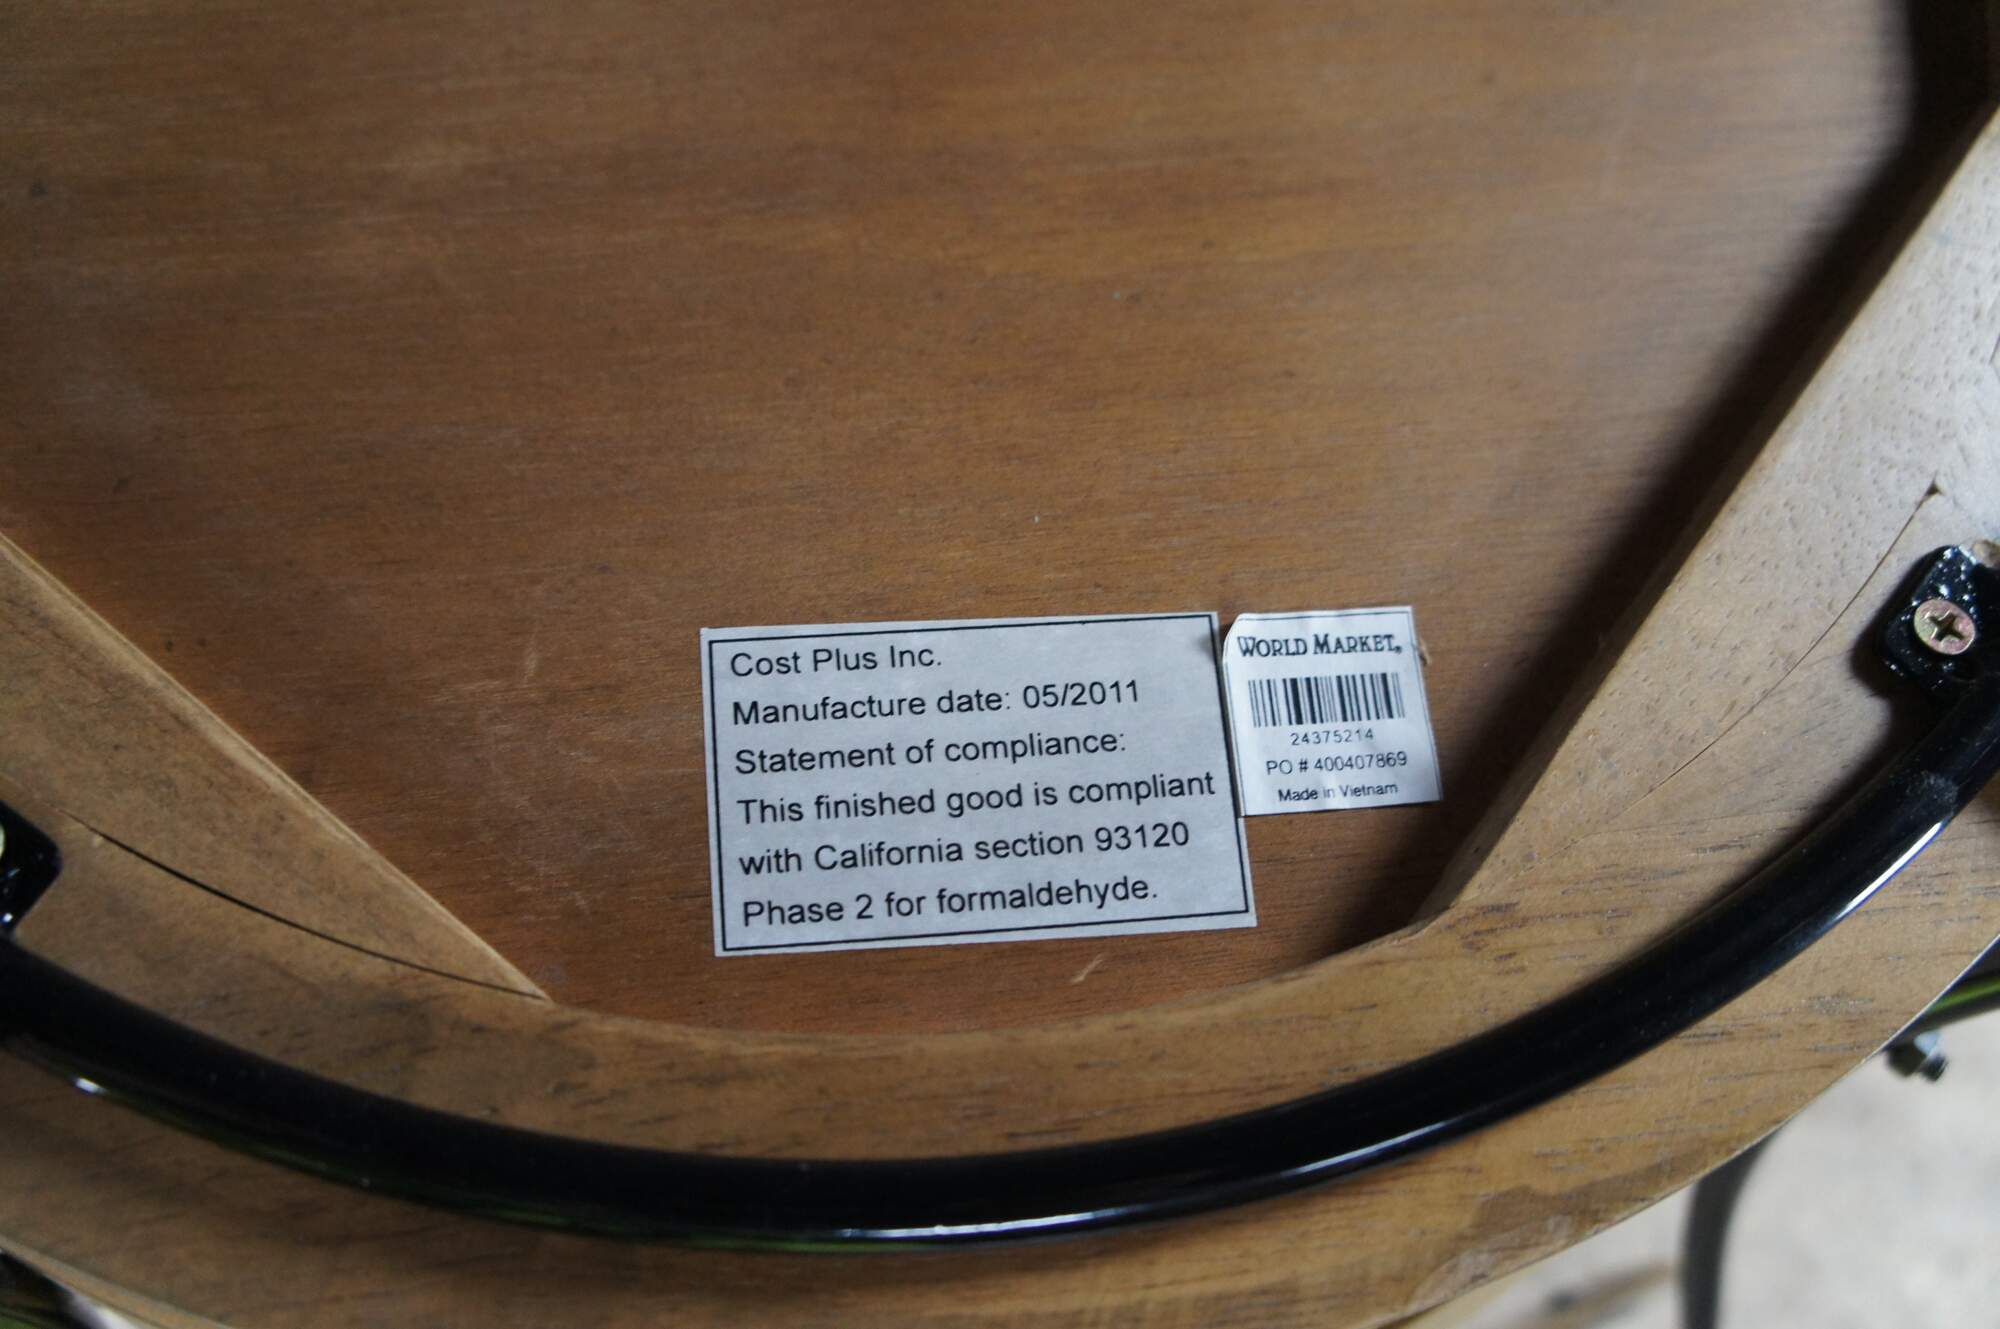 Cost Plus Inc.
Manufacture date: 05/2011
Statement of compliance:
This finished good is compliant
with California section 93120
Phase 2 for formaldehyde.
WORLD MARKET®
24375214
PO # 400407869
Made in Vietnam